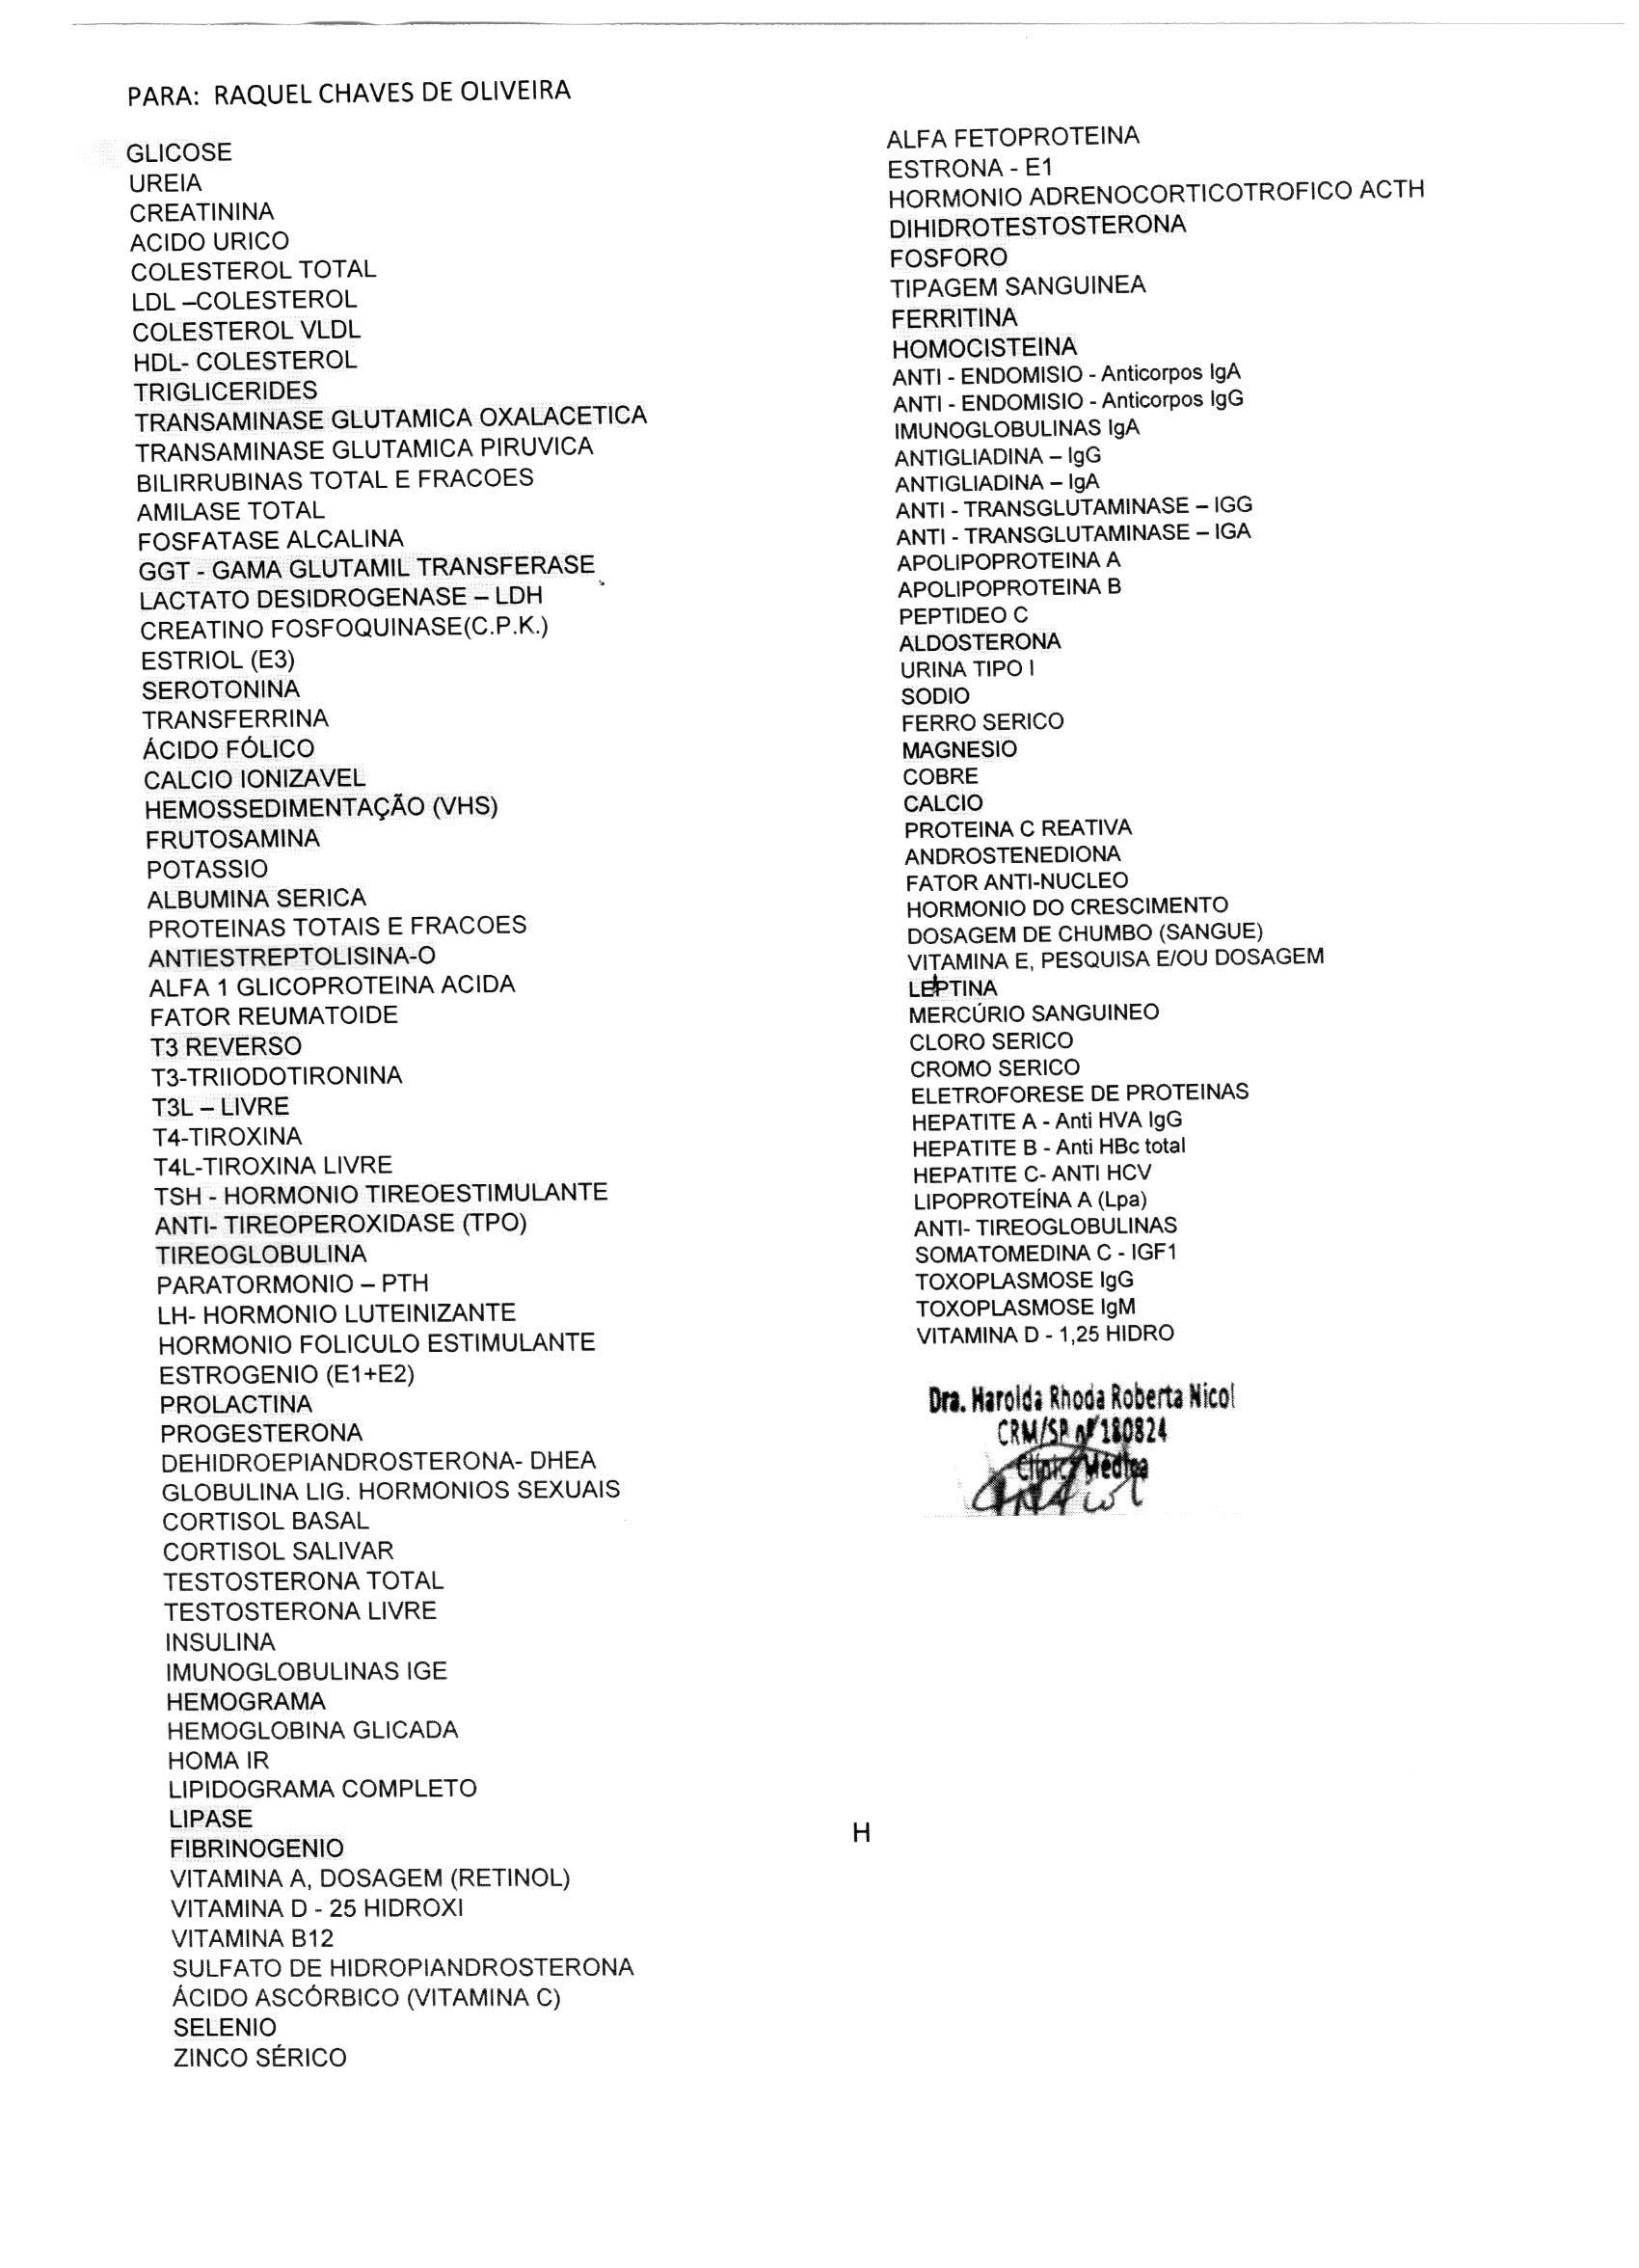 PARA: RAQUEL CHAVES DE OLIVEIRA
GLICOSE
UREIA
CREATININA
ACIDO URICO
COLESTEROL TOTAL
LDL –COLESTEROL
COLESTEROL VLDL
HDL- COLESTEROL
TRIGLICERIDES
TRANSAMINASE GLUTAMICA OXALACETICA
TRANSAMINASE GLUTAMICA PIRUVICA
BILIRRUBINAS TOTAL E FRACOES
AMILASE TOTAL
FOSFATASE ALCALINA
GGT - GAMA GLUTAMIL TRANSFERASE
LACTATO DESIDROGENASE – LDH
CREATINO FOSFOQUINASE(C.P.K.)
ESTRIOL (E3)
SEROTONINA
TRANSFERRINA
ÁCIDO FÓLICO
CALCIO IONIZAVEL
HEMOSSEDIMENTAÇÃO (VHS)
FRUTOSAMINA
POTASSIO
ALBUMINA SERICA
PROTEINAS TOTAIS E FRACOES
ANTIESTREPTOLISINA-O
ALFA 1 GLICOPROTEINA ACIDA
FATOR REUMATOIDE
T3 REVERSO
T3-TRIIODOTIRONINA
T3L – LIVRE
T4-TIROXINA
T4L-TIROXINA LIVRE
TSH - HORMONIO TIREOESTIMULANTE
ANTI- TIREOPEROXIDASE (TPO)
TIREOGLOBULINA
PARATORMONIO – PTH
LH- HORMONIO LUTEINIZANTE
HORMONIO FOLICULO ESTIMULANTE
ESTROGENIO (E1+E2)
PROLACTINA
PROGESTERONA
DEHIDROEPIANDROSTERONA- DHEA
GLOBULINA LIG. HORMONIOS SEXUAIS
CORTISOL BASAL
CORTISOL SALIVAR
TESTOSTERONA TOTAL
TESTOSTERONA LIVRE
INSULINA
IMUNOGLOBULINAS IGE
HEMOGRAMA
HEMOGLOBINA GLICADA
HOMA IR
LIPIDOGRAMA COMPLETO
LIPASE
FIBRINOGENIO
VITAMINA A, DOSAGEM (RETINOL)
VITAMINA D - 25 HIDROXI
VITAMINA B12
SULFATO DE HIDROPIANDROSTERONA
ÁCIDO ASCÓRBICO (VITAMINA C)
SELENIO
ZINCO SÉRICO
ALFA FETOPROTEINA
ESTRONA - E1
HORMONIO ADRENOCORTICOTROFICO ACTH
DIHIDROTESTOSTERONA
FOSFORO
TIPAGEM SANGUINEA
FERRITINA
HOMOCISTEINA
ANTI - ENDOMISIO - Anticorpos IgA
ANTI - ENDOMISIO - Anticorpos IgG
IMUNOGLOBULINAS IgA
ANTIGLIADINA – IgG
ANTIGLIADINA – IgA
ANTI - TRANSGLUTAMINASE – IGG
ANTI - TRANSGLUTAMINASE – IGA
APOLIPOPROTEINA A
APOLIPOPROTEINA B
PEPTIDEO C
ALDOSTERONA
URINA TIPO I
SODIO
FERRO SERICO
MAGNESIO
COBRE
CALCIO
PROTEINA C REATIVA
ANDROSTENEDIONA
FATOR ANTI-NUCLEO
HORMONIO DO CRESCIMENTO
DOSAGEM DE CHUMBO (SANGUE)
VITAMINA E, PESQUISA E/OU DOSAGEM
LEPTINA
MERCÚRIO SANGUINEO
CLORO SERICO
CROMO SERICO
ELETROFORESE DE PROTEINAS
HEPATITE A - Anti HVA IgG
HEPATITE B - Anti HBc total
HEPATITE C- ANTI HCV
LIPOPROTEÍNA A (Lpa)
ANTI- TIREOGLOBULINAS
SOMATOMEDINA C - IGF1
TOXOPLASMOSE IgG
TOXOPLASMOSE IgM
VITAMINA D - 1,25 HIDRO
Dra. Harolda Rhoda Roberta Nicol
CRM/SP nº 180824
Clínica Médica
H